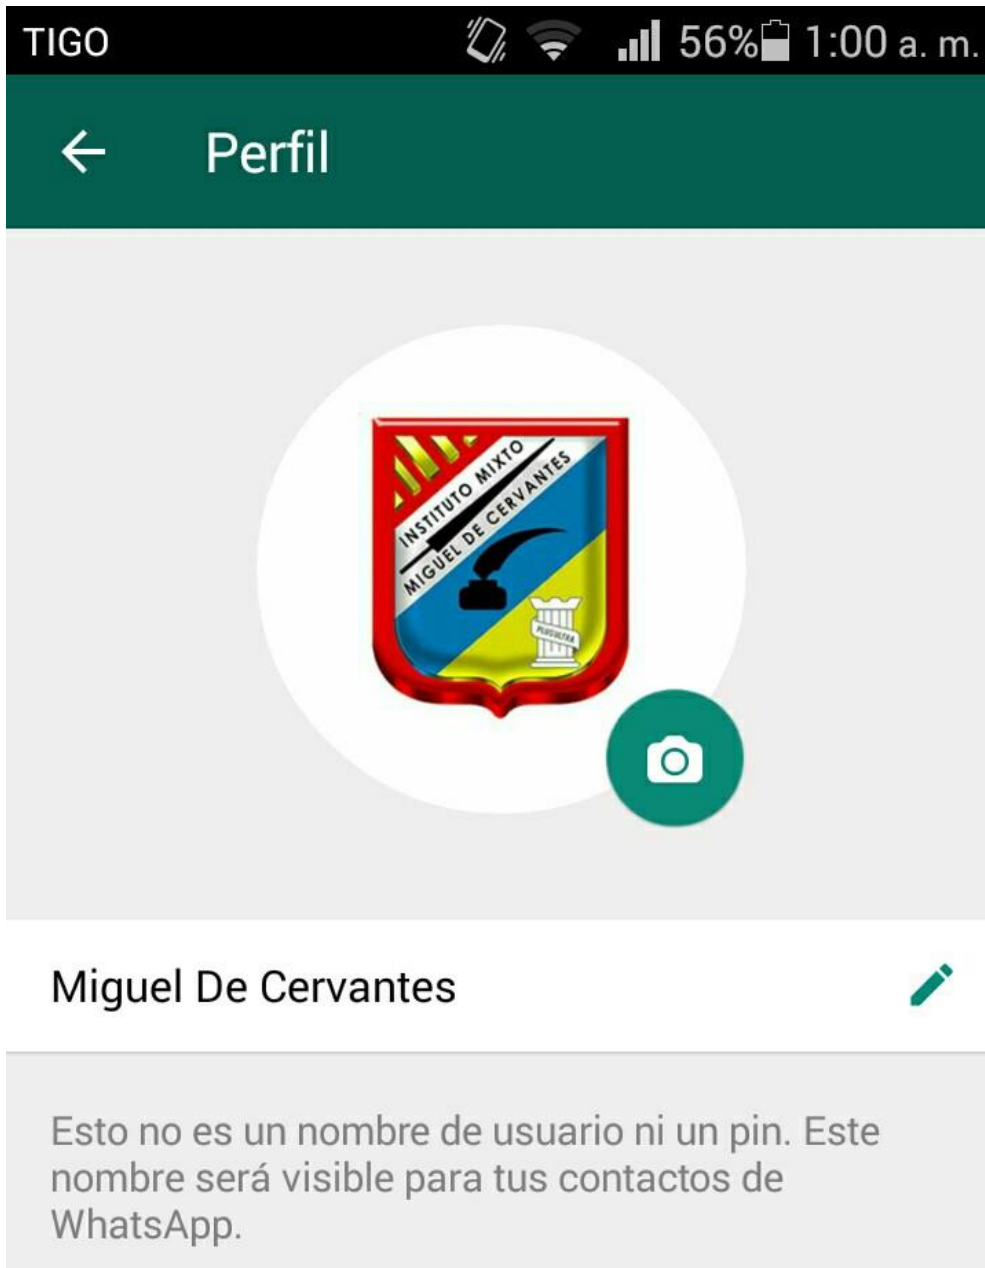 TIGO 56% 1:00 a. m.
Perfil
INSTITUTO MIXTO
MIGUEL DE CERVANTES
PLUSULTRA
Miguel De Cervantes
Esto no es un nombre de usuario ni un pin. Este
nombre será visible para tus contactos de
WhatsApp.